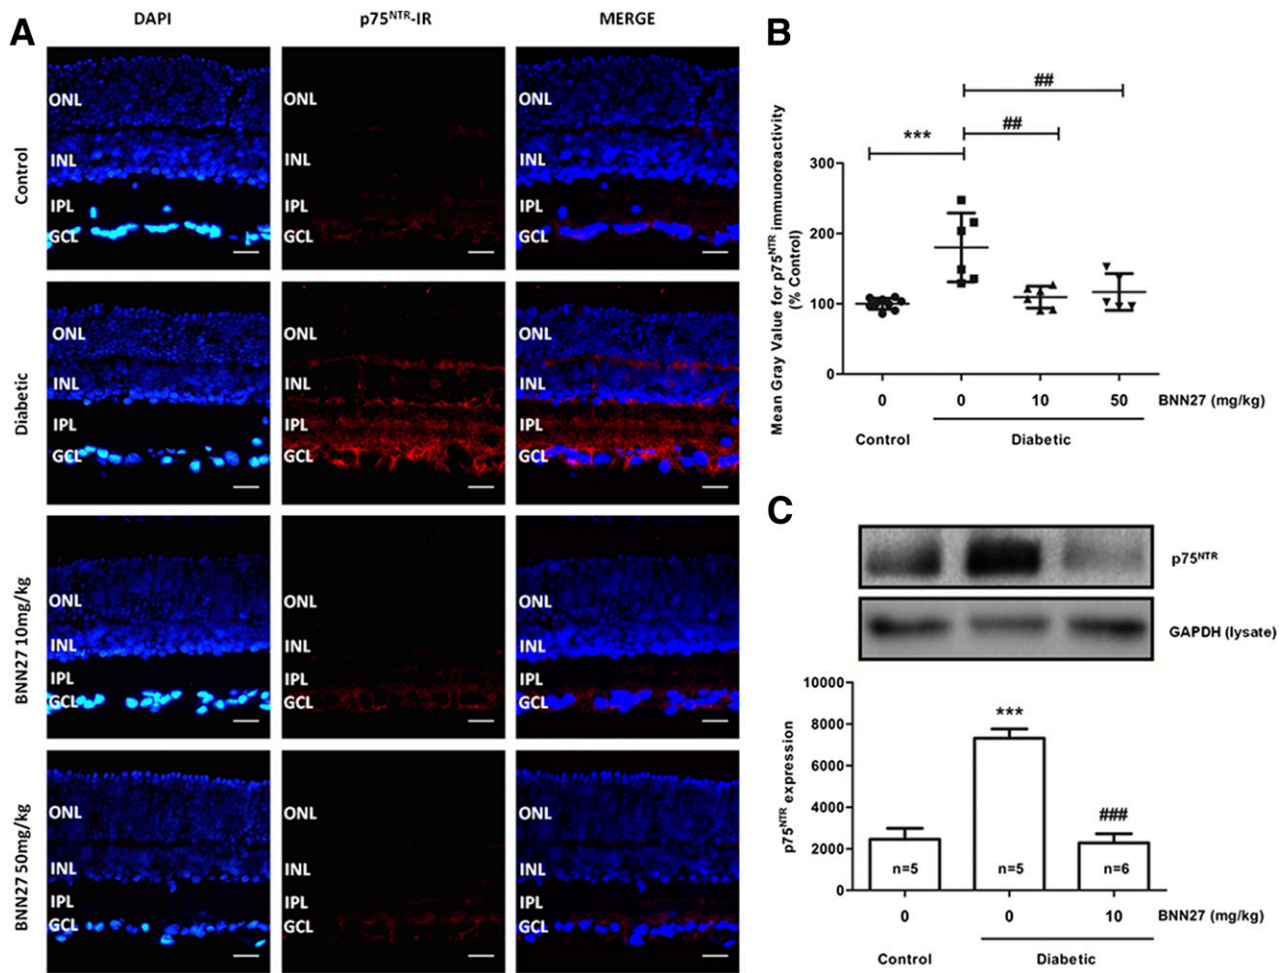 A
DAPI
p75NTR-IR
MERGE
Control
ONL
INL
IPL
GCL
ONL
INL
IPL
GCL
ONL
INL
IPL
GCL
Diabetic
ONL
INL
IPL
GCL
ONL
INL
IPL
GCL
ONL
INL
IPL
GCL
BNN27 10mg/kg
ONL
INL
IPL
GCL
ONL
INL
IPL
GCL
ONL
INL
IPL
GCL
BNN27 50mg/kg
ONL
INL
IPL
GCL
ONL
INL
IPL
GCL
ONL
INL
IPL
GCL
B
Mean Gray Value for p75NTR immunoreactivity
(% Control)
##
##
***
300
200
100
0
0
0
10
50
BNN27 (mg/kg)
Control
Diabetic
C
p75NTR
GAPDH (lysate)
p75NTR expression
10000
8000
6000
4000
2000
0
***
###
n=5
n=5
n=6
0
0
10
BNN27 (mg/kg)
Control
Diabetic